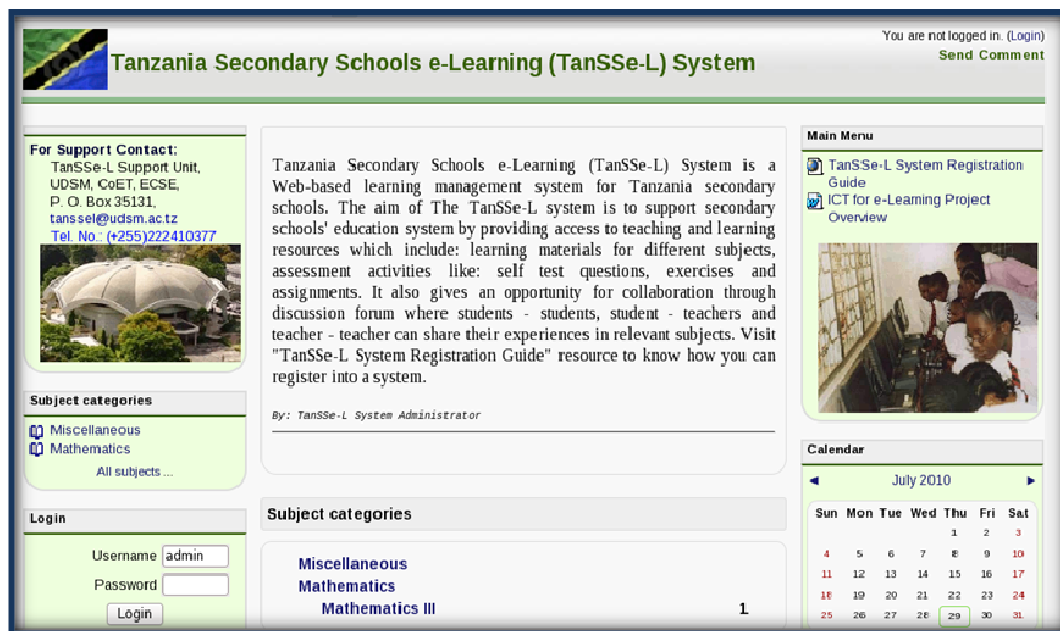 You are not logged in. (Login)
Send Comment
Tanzania Secondary Schools e-Learning (TanSSe-L) System
For Support Contact:
TanSSe-L Support Unit,
UDSM, CoET, ECSE,
P. O. Box 35131,
tanssel@udsm.ac.tz
Tel. No.: (+255)222410377
Subject categories
Miscellaneous
Mathematics
All subjects ...
Login
Username admin
Password
Login
Tanzania Secondary Schools e-Learning (TanSSe-L) System is a
Web-based learning management system for Tanzania secondary
schools. The aim of The TanSSe-L system is to support secondary
schools' education system by providing access to teaching and learning
resources which include: learning materials for different subjects,
assessment activities like: self test questions, exercises and
assignments. It also gives an opportunity for collaboration through
discussion forum where students - students, student - teachers and
teacher - teacher can share their experiences in relevant subjects. Visit
"TanSSe-L System Registration Guide" resource to know how you can
register into a system.
By: TanSSe-L System Administrator
Subject categories
Miscellaneous
Mathematics
Mathematics III 1
Main Menu
TanSSe-L System Registration
Guide
ICT for e-Learning Project
Overview
Calendar
◄ July 2010 ►
Sun Mon Tue Wed Thu Fri Sat
1 2 3
4 5 6 7 8 9 10
11 12 13 14 15 16 17
18 19 20 21 22 23 24
25 26 27 28 29 30 31